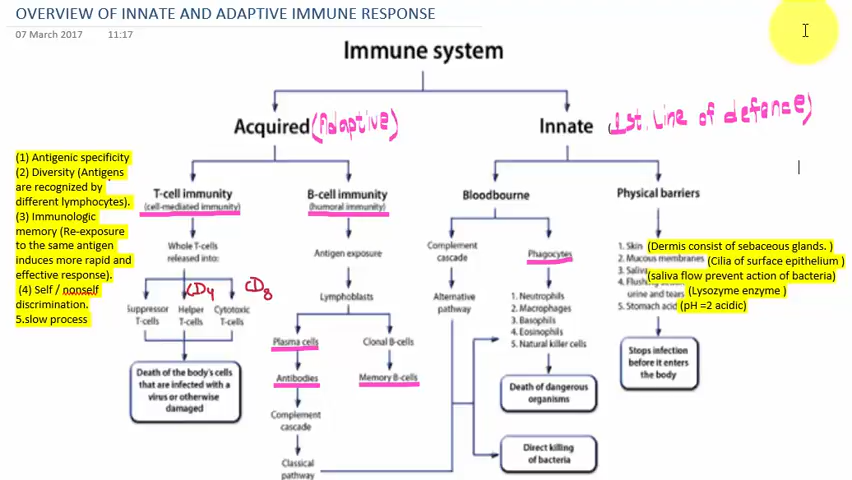 OVERVIEW OF INNATE AND ADAPTIVE IMMUNE RESPONSE
07 March 2017 11:17
Immune system
Acquired (Adaptive)
Innate (1st. Line of defance)
(1) Antigenic specificity
(2) Diversity (Antigens
are recognized by
different lymphocytes).
(3) Immunologic
memory (Re-exposure
to the same antigen
induces more rapid and
effective response).
(4) Self / nonself
discrimination.
5.slow process
T-cell immunity
(cell-mediated immunity)
Whole T-cells
released into:
CD4
CD8
Suppressor
T-cells
Helper
T-cells
Cytotoxic
T-cells
Death of the body's cells
that are infected with a
virus or otherwise
damaged
B-cell immunity
(humoral immunity)
Antigen exposure
Lymphoblasts
Plasma cells
Clonal B-cells
Antibodies
Memory B-cells
Complement
cascade
Classical
pathway
Bloodbourne
Complement
cascade
Alternative
pathway
Phagocytes
1. Neutrophils
2. Macrophages
3. Basophils
4. Eosinophils
5. Natural killer cells
Death of dangerous
organisms
Direct killing
of bacteria
Physical barriers
1. Skin (Dermis consist of sebaceous glands. )
2. Mucous membranes (Cilia of surface epithelium )
3. Saliva (saliva flow prevent action of bacteria)
4. Flushing (Lysozyme enzyme )
urine and tears
5. Stomach acid (pH =2 acidic)
Stops infection
before it enters
the body